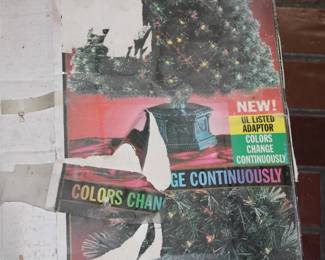 NEW!
UL LISTED
ADAPTOR
COLORS
CHANGE
CONTINUOUSLY
COLORS CHAN GE CONTINUOUSLY